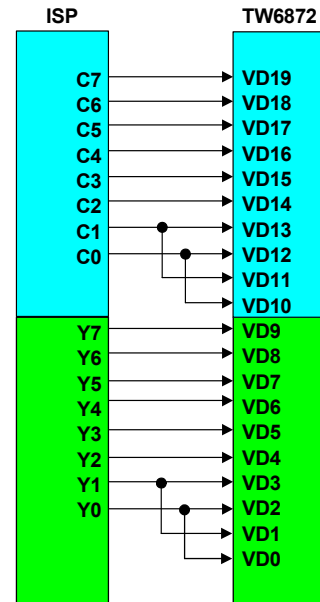 ISP TW6872
C7 VD19
C6 VD18
C5 VD17
C4 VD16
C3 VD15
C2 VD14
C1 VD13
C0 VD12
VD11
VD10
Y7 VD9
Y6 VD8
Y5 VD7
Y4 VD6
Y3 VD5
Y2 VD4
Y1 VD3
Y0 VD2
VD1
VD0